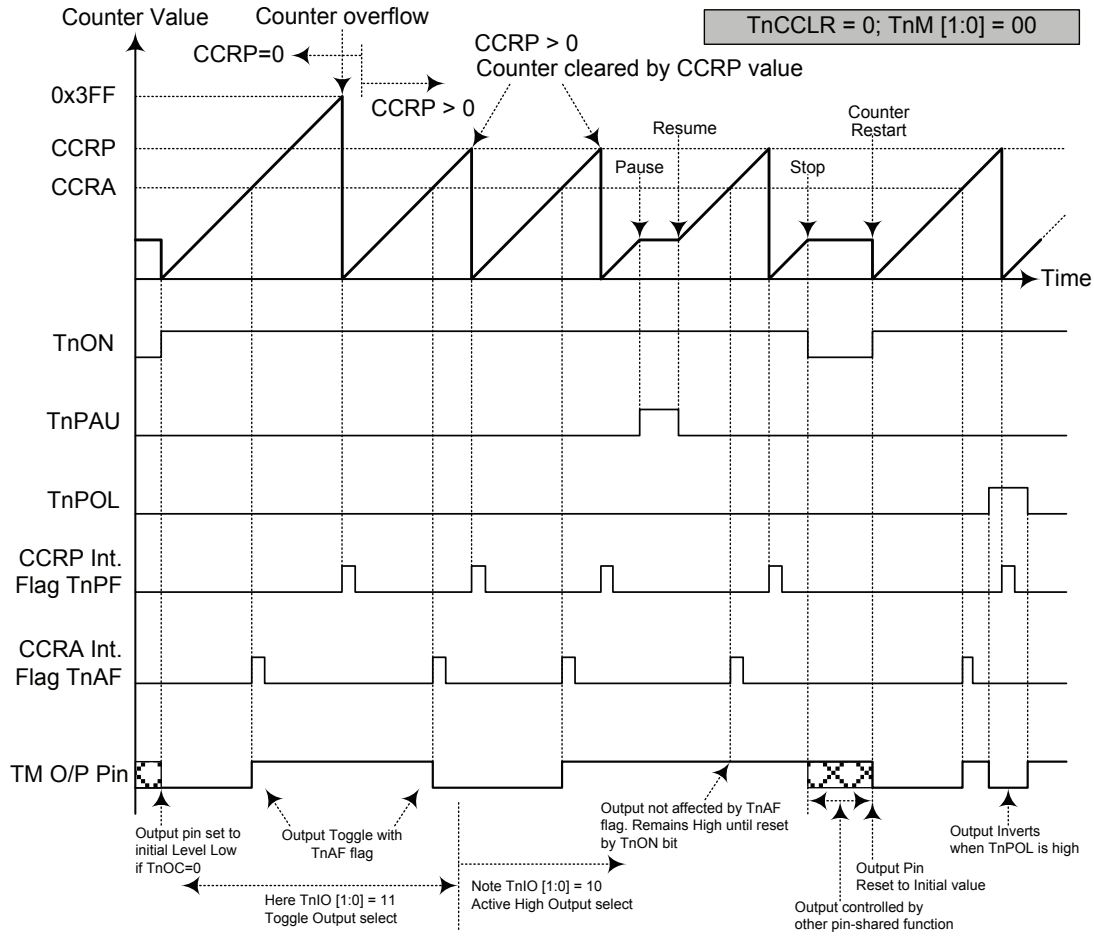 Counter Value
Counter overflow
TnCCLR = 0; TnM [1:0] = 00
CCRP=0
CCRP > 0
CCRP > 0
Counter cleared by CCRP value
0x3FF
CCRP
CCRA
Pause
Resume
Stop
Counter
Restart
Time
TnON
TnPAU
TnPOL
CCRP Int.
Flag TnPF
CCRA Int.
Flag TnAF
TM O/P Pin
Output pin set to
initial Level Low
if TnOC=0
Output Toggle with
TnAF flag
Output not affected by TnAF
flag. Remains High until reset
by TnON bit
Output Inverts
when TnPOL is high
Output Pin
Reset to Initial value
Here TnIO [1:0] = 11
Toggle Output select
Note TnIO [1:0] = 10
Active High Output select
Output controlled by
other pin-shared function